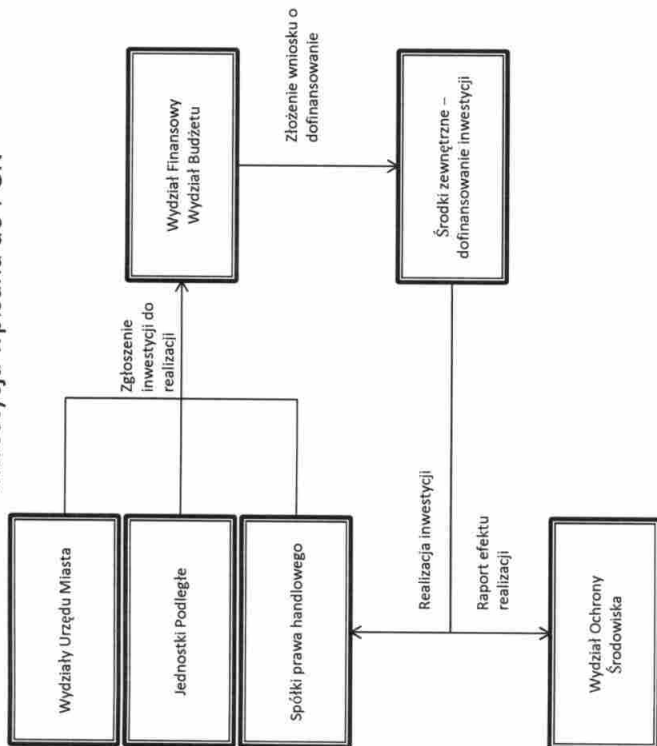 Wydziały Urzędu Miasta
Jednostki Podległe
Spółki prawa handlowego
Zgłoszenie
inwestycji do
realizacji
Wydział Finansowy
Wydział Budżetu
Złożenie wniosku o
dofinansowanie
Środki zewnętrzne –
dofinansowanie inwestycji
Realizacja inwestycji
Raport efektu
realizacji
Wydział Ochrony
Środowiska